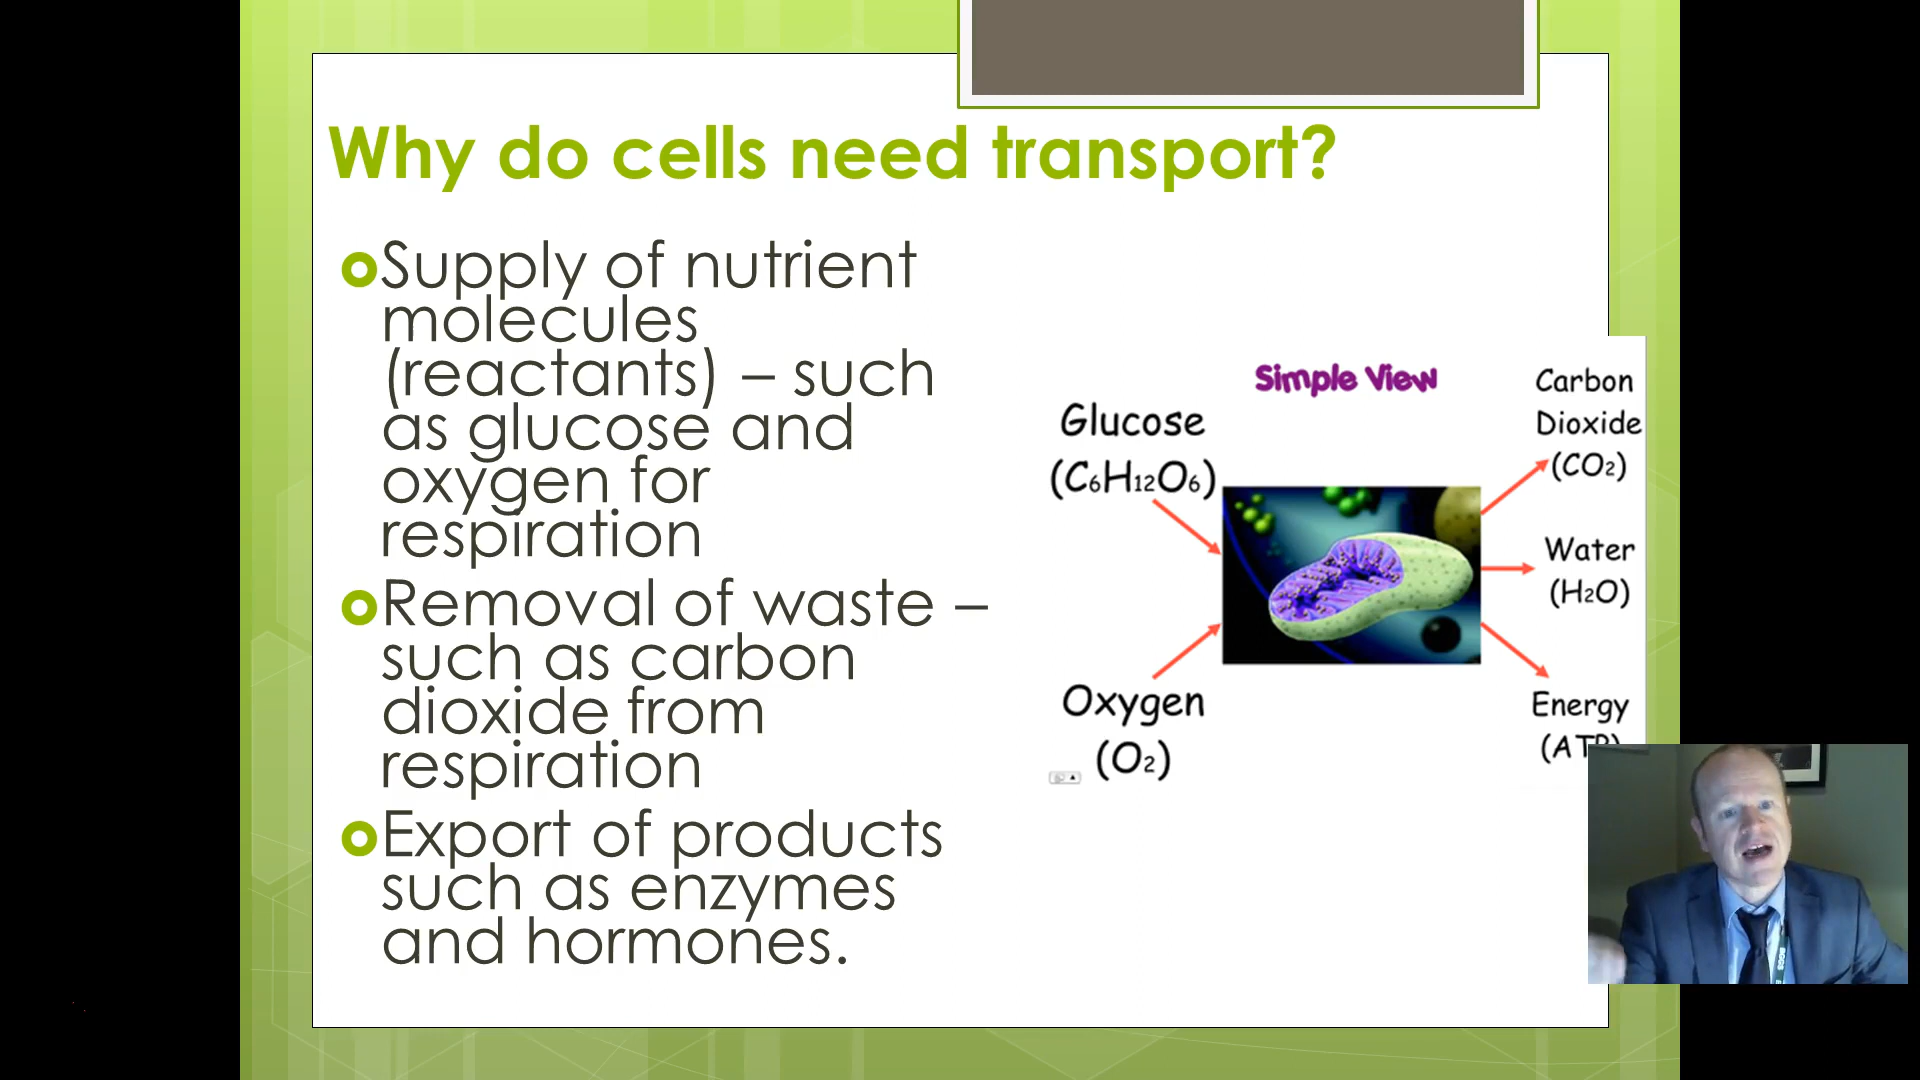 Why do cells need transport?
Supply of nutrient
molecules
(reactants) – such
as glucose and
oxygen for
respiration
Removal of waste –
such as carbon
dioxide from
respiration
Export of products
such as enzymes
and hormones.
Simple View
Glucose
(C₆H₁₂O₆)
Oxygen
(O₂)
Carbon
Dioxide
(CO₂)
Water
(H₂O)
Energy
(ATP)